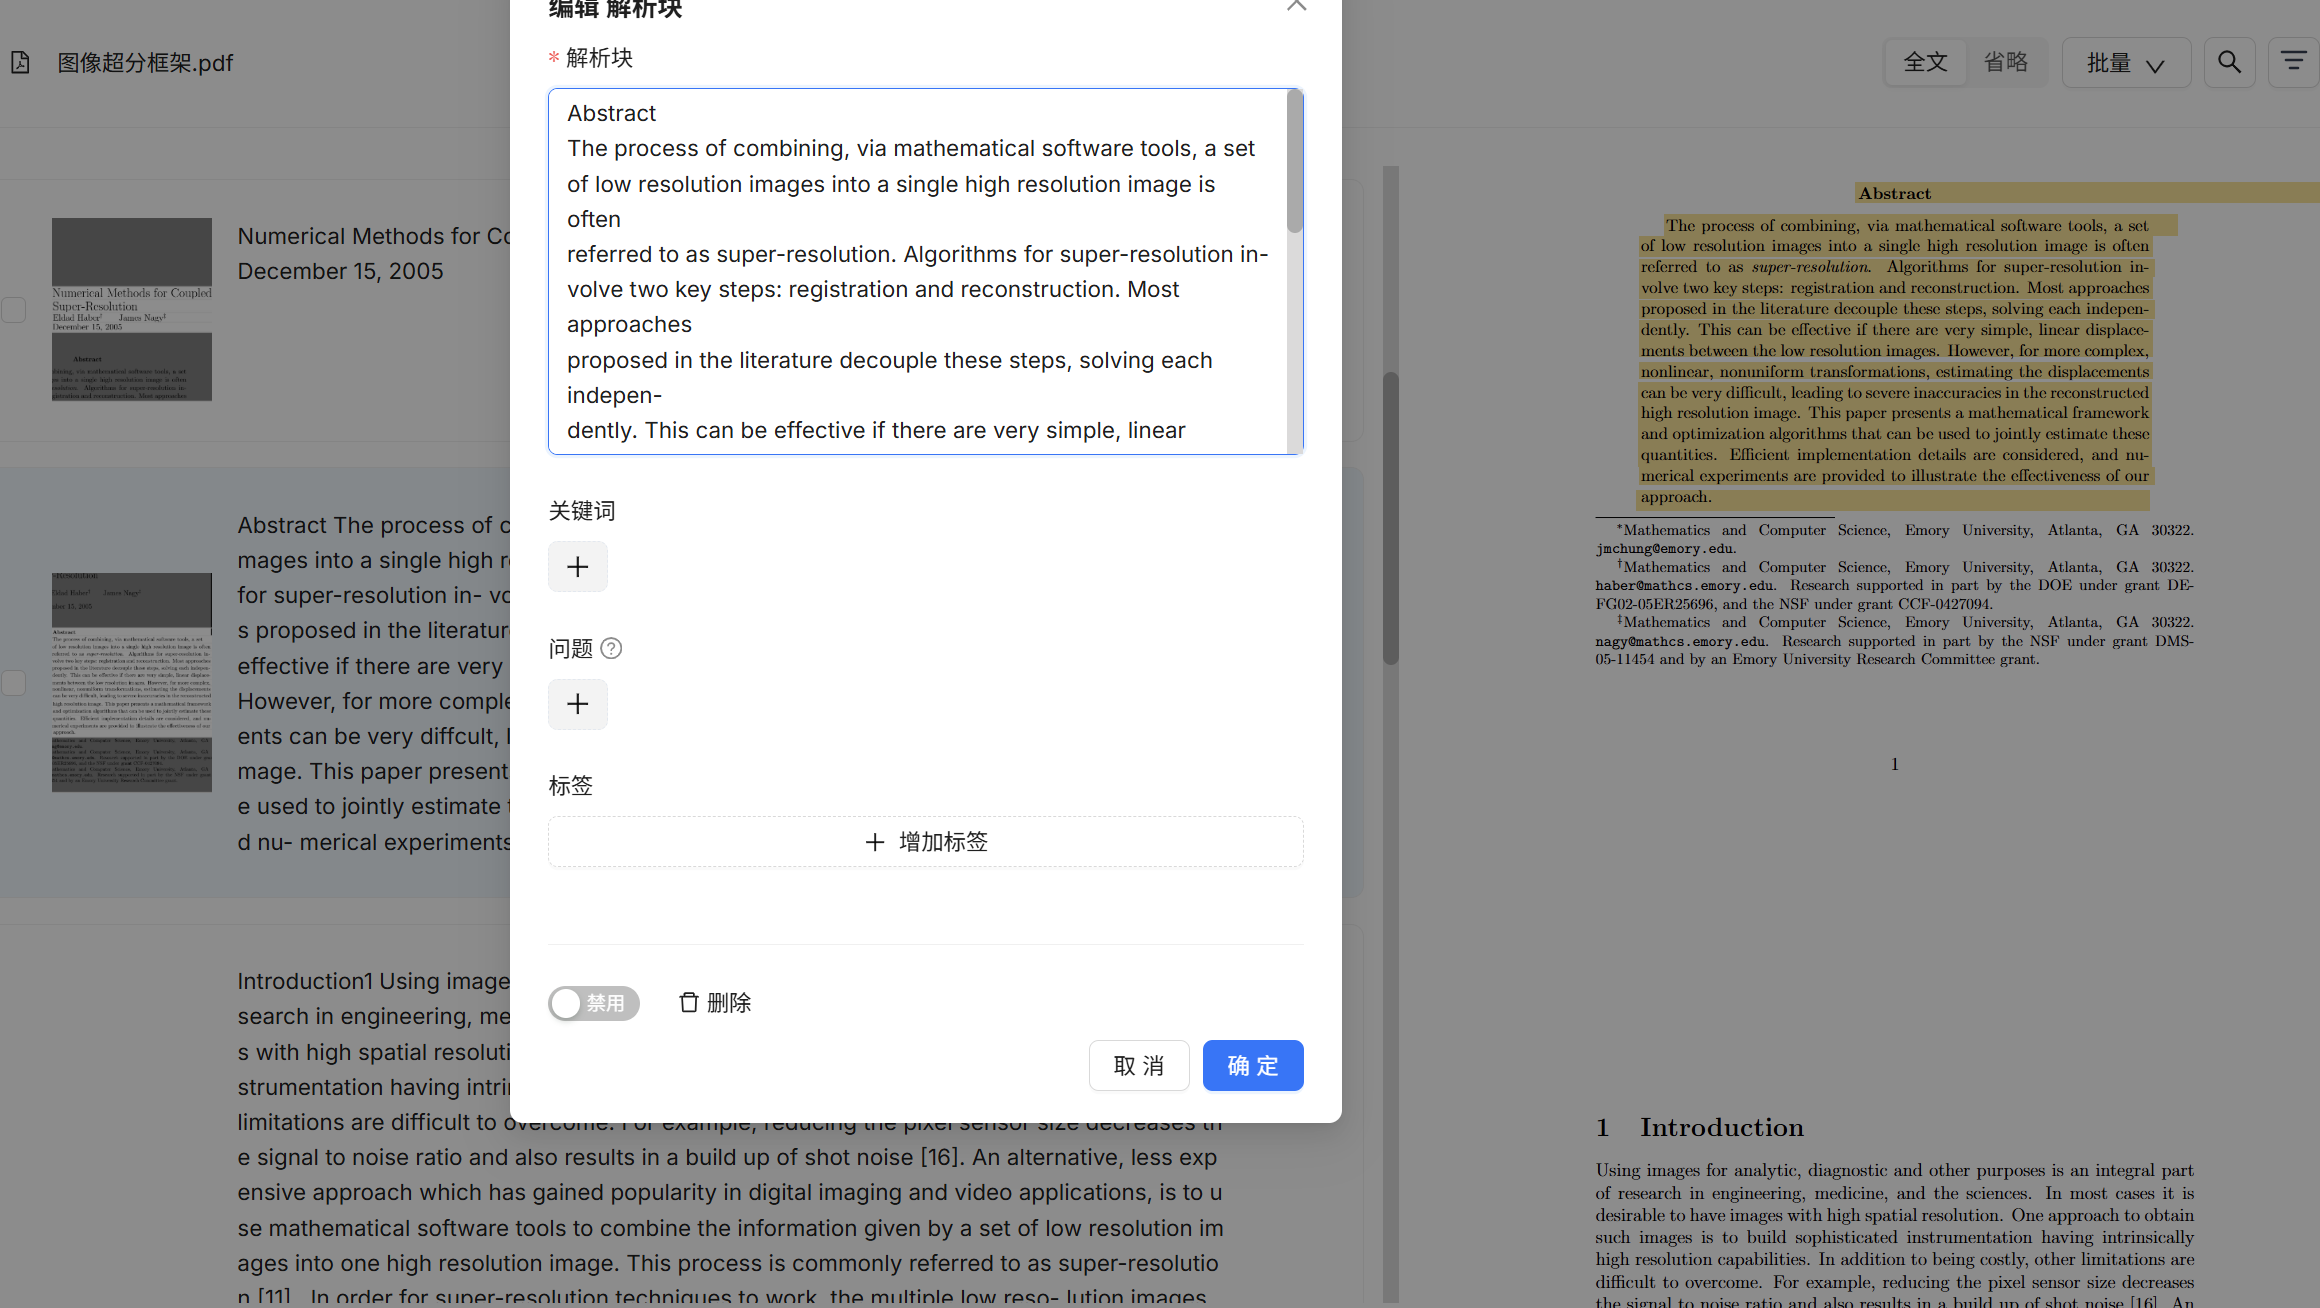 编辑 解析块
图像超分框架.pdf
全文
省略
批量
* 解析块
Abstract
The process of combining, via mathematical software tools, a set
of low resolution images into a single high resolution image is
often
referred to as super-resolution. Algorithms for super-resolution in-
volve two key steps: registration and reconstruction. Most
approaches
proposed in the literature decouple these steps, solving each
indepen-
dently. This can be effective if there are very simple, linear
关键词
问题
标签
增加标签
禁用
删除
取 消
确 定
Numerical Methods for Co
December 15, 2005
Numerical Methods for Coupled
Super-Resolution
Eldad Haber† James Nagy‡
December 15, 2005
Abstract
Abstract The process of c
mages into a single high r
for super-resolution in- vo
s proposed in the literatur
effective if there are very
However, for more comple
ents can be very diffcult, l
mage. This paper present
e used to jointly estimate t
d nu- merical experiments
Introduction1 Using image
search in engineering, me
s with high spatial resoluti
strumentation having intri
limitations are difficult to overcome. For example, reducing the pixel sensor size decreases th
e signal to noise ratio and also results in a build up of shot noise [16]. An alternative, less exp
ensive approach which has gained popularity in digital imaging and video applications, is to u
se mathematical software tools to combine the information given by a set of low resolution im
ages into one high resolution image. This process is commonly referred to as super-resolutio
n [11]. In order for super-resolution techniques to work, the multiple low reso- lution images
Abstract
The process of combining, via mathematical software tools, a set
of low resolution images into a single high resolution image is often
referred to as super-resolution. Algorithms for super-resolution in-
volve two key steps: registration and reconstruction. Most approaches
proposed in the literature decouple these steps, solving each indepen-
dently. This can be effective if there are very simple, linear displace-
ments between the low resolution images. However, for more complex,
nonlinear, nonuniform transformations, estimating the displacements
can be very difficult, leading to severe inaccuracies in the reconstructed
high resolution image. This paper presents a mathematical framework
and optimization algorithms that can be used to jointly estimate these
quantities. Efficient implementation details are considered, and nu-
merical experiments are provided to illustrate the effectiveness of our
approach.
*Mathematics and Computer Science, Emory University, Atlanta, GA 30322.
jmchung@emory.edu.
†Mathematics and Computer Science, Emory University, Atlanta, GA 30322.
haber@mathcs.emory.edu. Research supported in part by the DOE under grant DE-
FG02-05ER25696, and the NSF under grant CCF-0427094.
‡Mathematics and Computer Science, Emory University, Atlanta, GA 30322.
nagy@mathcs.emory.edu. Research supported in part by the NSF under grant DMS-
05-11454 and by an Emory University Research Committee grant.
1
1 Introduction
Using images for analytic, diagnostic and other purposes is an integral part
of research in engineering, medicine, and the sciences. In most cases it is
desirable to have images with high spatial resolution. One approach to obtain
such images is to build sophisticated instrumentation having intrinsically
high resolution capabilities. In addition to being costly, other limitations are
difficult to overcome. For example, reducing the pixel sensor size decreases
the signal to noise ratio and also results in a build up of shot noise [16]. An